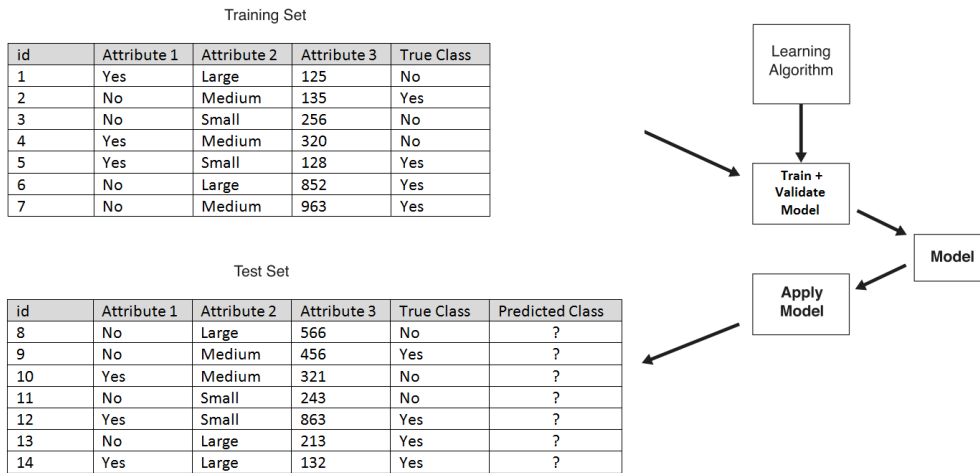 Training Set
id Attribute 1 Attribute 2 Attribute 3 True Class
1 Yes Large 125 No
2 No Medium 135 Yes
3 No Small 256 No
4 Yes Medium 320 No
5 Yes Small 128 Yes
6 No Large 852 Yes
7 No Medium 963 Yes
Test Set
id Attribute 1 Attribute 2 Attribute 3 True Class Predicted Class
8 No Large 566 No ?
9 No Medium 456 Yes ?
10 Yes Medium 321 No ?
11 No Small 243 No ?
12 Yes Small 863 Yes ?
13 No Large 213 Yes ?
14 Yes Large 132 Yes ?
Learning
Algorithm
Train +
Validate
Model
Model
Apply
Model